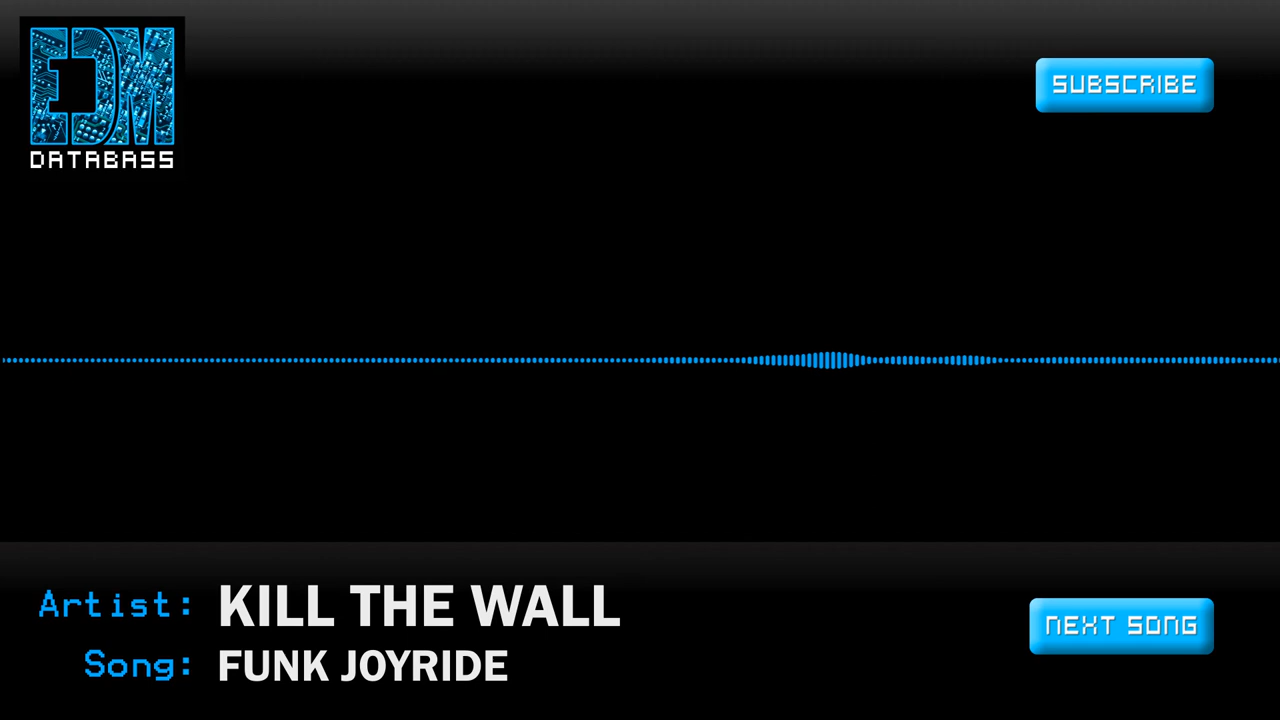 EDM
DATABASS
SUBSCRIBE
Artist: KILL THE WALL
Song: FUNK JOYRIDE
NEXT SONG